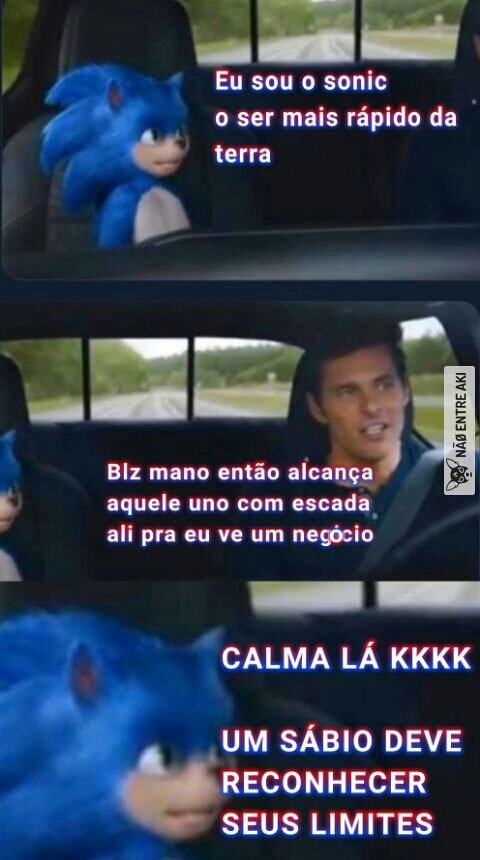 Eu sou o sonic
o ser mais rápido da
terra
NÃO ENTRE AKI
Blz mano então alcança
aquele uno com escada
ali pra eu ve um negócio
CALMA LÁ KKKK
UM SÁBIO DEVE
RECONHECER
SEUS LIMITES